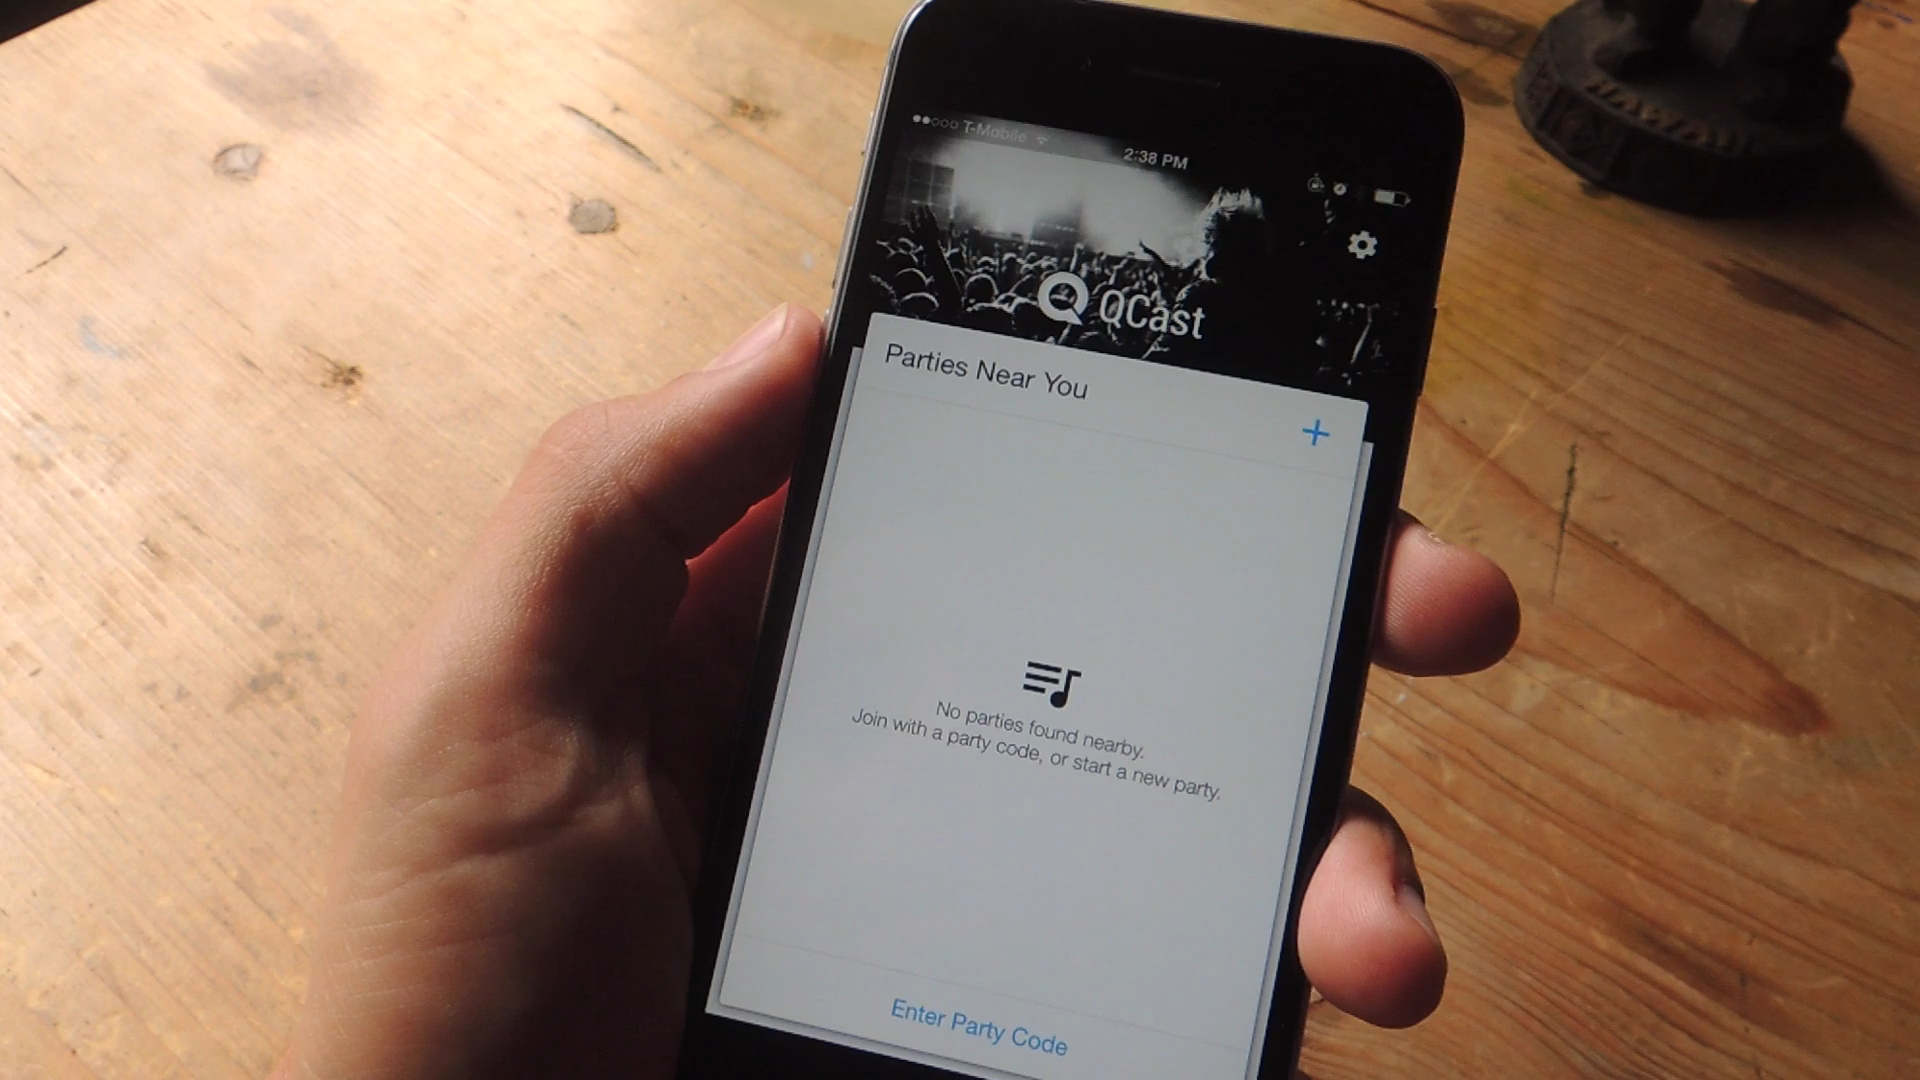 T-Mobile
2:38 PM
QCast
Parties Near You
+
No parties found nearby.
Join with a party code, or start a new party.
Enter Party Code
HAWAII